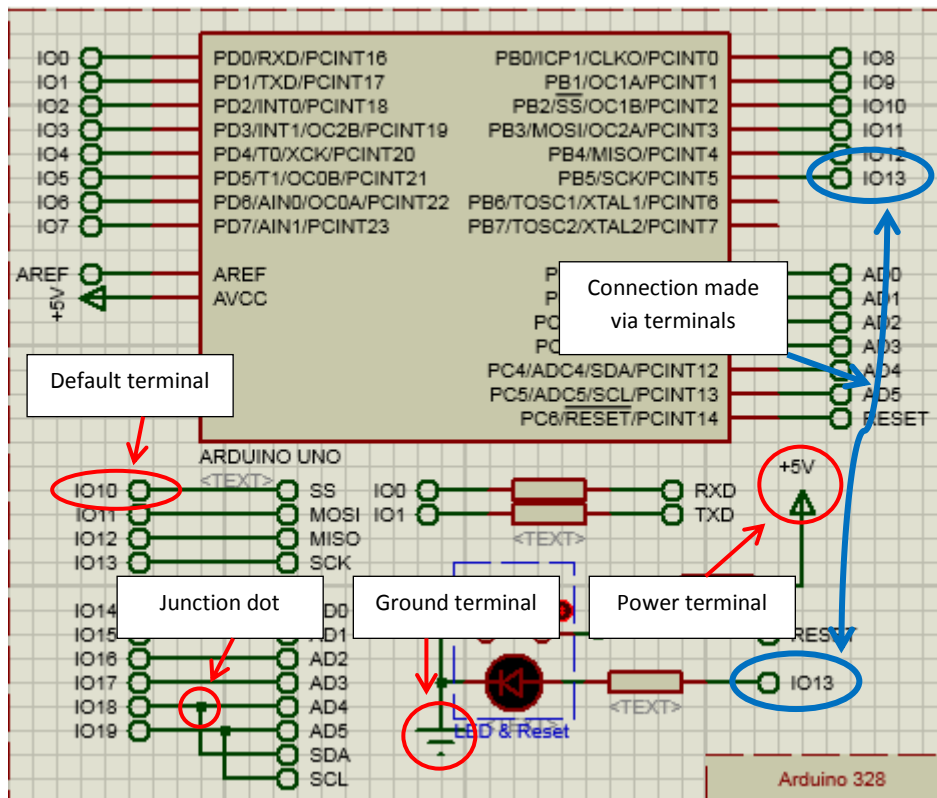 IO0 PD0/RXD/PCINT16 PB0/ICP1/CLKO/PCINT0 IO8
IO1 PD1/TXD/PCINT17 PB1/OC1A/PCINT1 IO9
IO2 PD2/INT0/PCINT18 PB2/SS/OC1B/PCINT2 IO10
IO3 PD3/INT1/OC2B/PCINT19 PB3/MOSI/OC2A/PCINT3 IO11
IO4 PD4/T0/XCK/PCINT20 PB4/MISO/PCINT4 IO12
IO5 PD5/T1/OC0B/PCINT21 PB5/SCK/PCINT5 IO13
IO6 PD6/AIN0/OC0A/PCINT22 PB6/TOSC1/XTAL1/PCINT6
IO7 PD7/AIN1/PCINT23 PB7/TOSC2/XTAL2/PCINT7
AREF AREF AD0
+5V AVCC AD1
Connection made
via terminals
AD2
AD3
PC4/ADC4/SDA/PCINT12 AD4
PC5/ADC5/SCL/PCINT13 AD5
PC6/RESET/PCINT14 RESET
Default terminal
ARDUINO UNO
<TEXT>
+5V
IO10 SS IO0 RXD
IO11 MOSI IO1 TXD
IO12 MISO <TEXT>
IO13 SCK
Junction dot
Ground terminal
Power terminal
IO14 AD0
IO15 AD1 RESET
IO16 AD2
IO17 AD3 IO13
IO18 AD4 <TEXT>
IO19 AD5 LED & Reset
SDA
SCL
Arduino 328